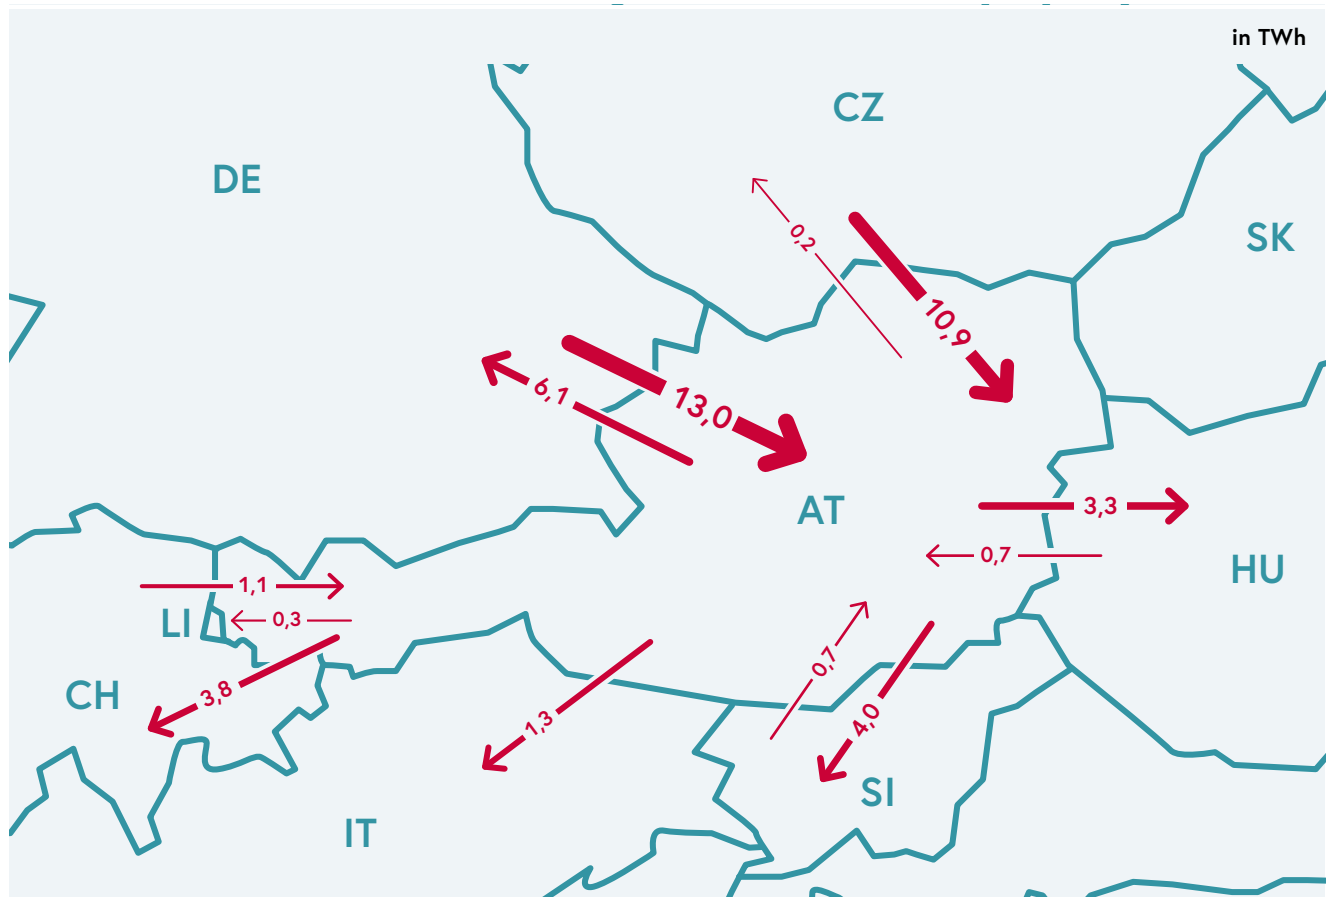 in TWh
CZ
DE
SK
0,2
10,9
6,1
13,0
AT
3,3
0,7
HU
1,1
LI
0,3
0,7
3,8
CH
4,0
1,3
SI
IT